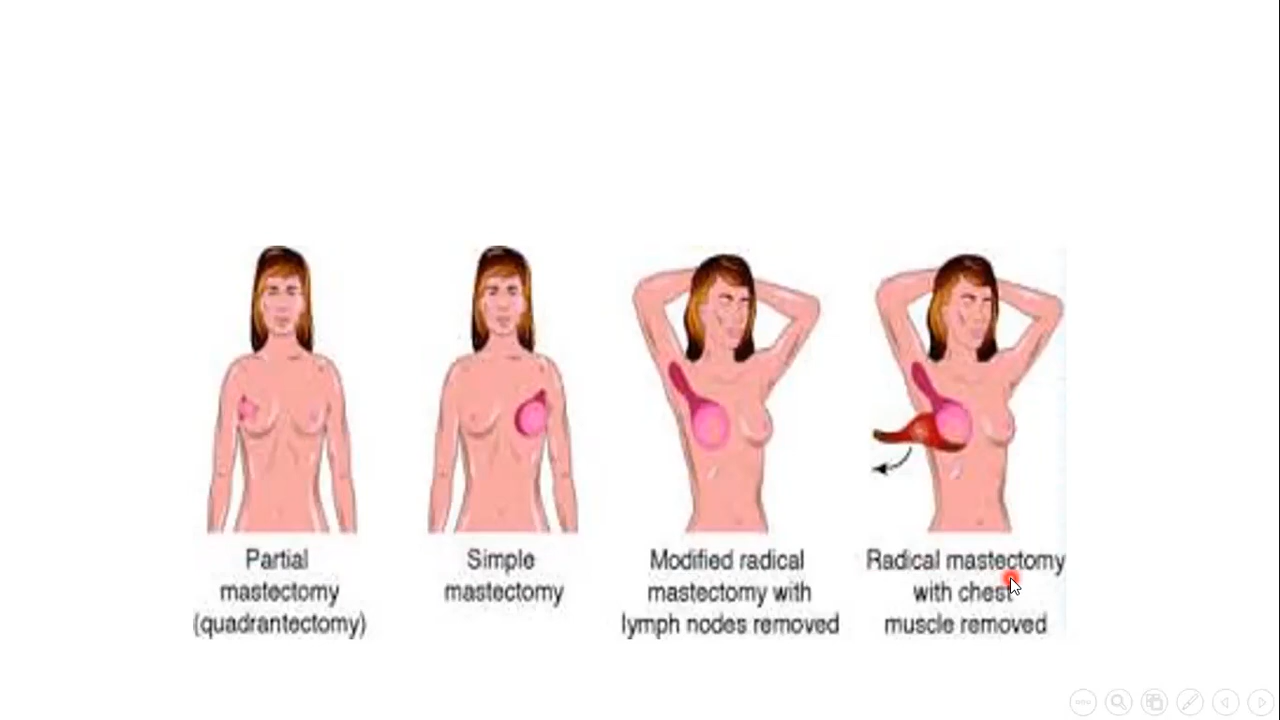 Partial
mastectomy
(quadrantectomy)
Simple
mastectomy
Modified radical
mastectomy with
lymph nodes removed
Radical mastectomy
with chest
muscle removed